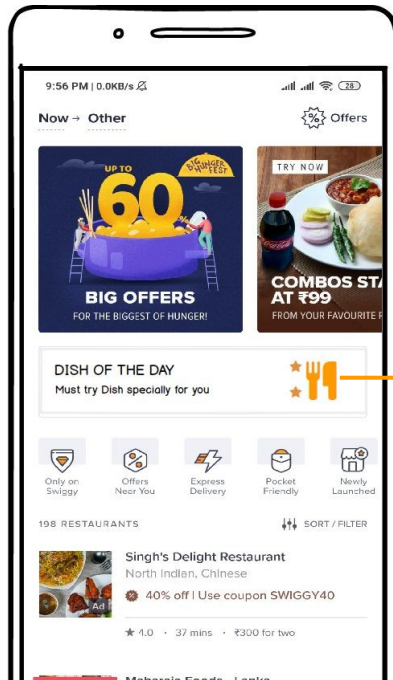 9:56 PM | 0.0KB/s
28
Now → Other
Offers
UP TO
60%
BIG HUNGER FEST
BIG OFFERS
FOR THE BIGGEST OF HUNGER!
TRY NOW
Coca-Cola
COMBOS STA
AT ₹99
FROM YOUR FAVOURITE
DISH OF THE DAY
Must try Dish specially for you
Only on Swiggy
Offers Near You
Express Delivery
Pocket Friendly
Newly Launched
198 RESTAURANTS
SORT / FILTER
Singh's Delight Restaurant
North Indian, Chinese
40% off | Use coupon SWIGGY40
Ad
★ 4.0 · 37 mins · ₹300 for two